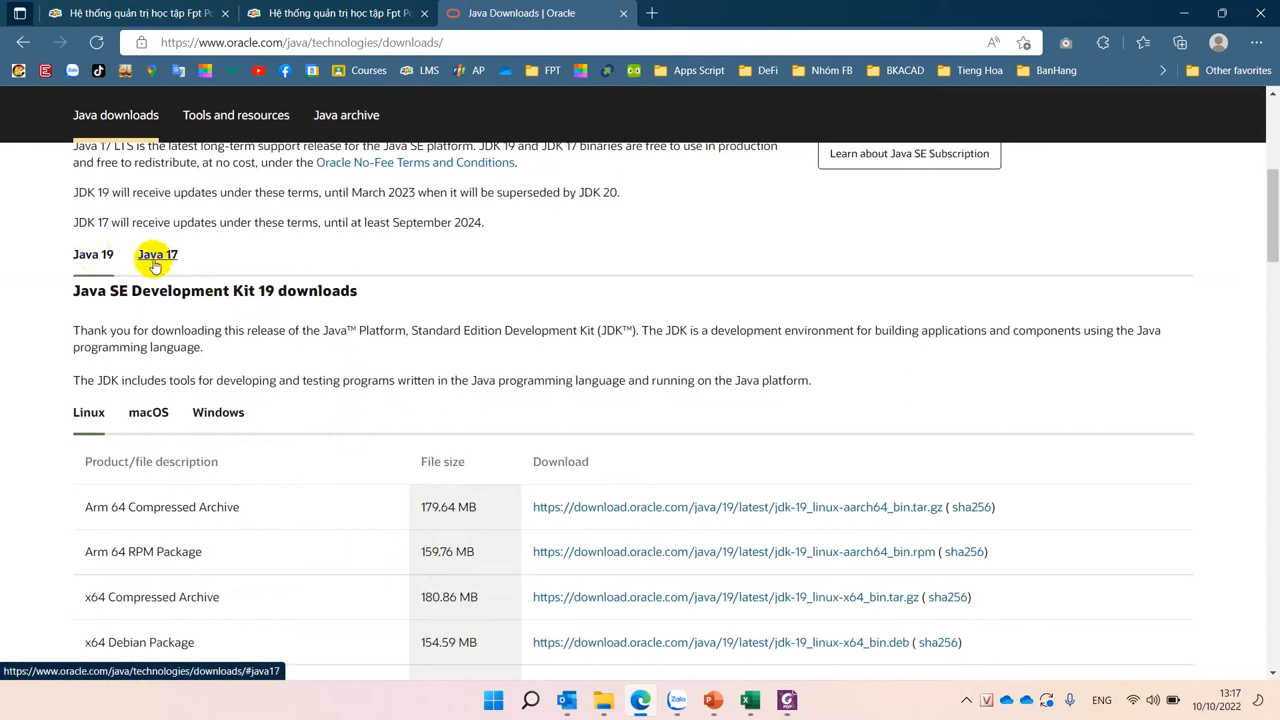 Hệ thống quản trị học tập Fpt Po
Hệ thống quản trị học tập Fpt Po
Java Downloads | Oracle
https://www.oracle.com/java/technologies/downloads/
Courses
LMS
AP
FPT
Apps Script
DeFi
Nhóm FB
BKACAD
Tieng Hoa
BanHang
Other favorites
Java downloads
Tools and resources
Java archive
Java 17 LTS is the latest long-term support release for the Java SE platform. JDK 19 and JDK 17 binaries are free to use in production
and free to redistribute, at no cost, under the Oracle No-Fee Terms and Conditions.
Learn about Java SE Subscription
JDK 19 will receive updates under these terms, until March 2023 when it will be superseded by JDK 20.
JDK 17 will receive updates under these terms, until at least September 2024.
Java 19
Java 17
Java SE Development Kit 19 downloads
Thank you for downloading this release of the Java™ Platform, Standard Edition Development Kit (JDK™). The JDK is a development environment for building applications and components using the Java
programming language.
The JDK includes tools for developing and testing programs written in the Java programming language and running on the Java platform.
Linux
macOS
Windows
Product/file description
File size
Download
Arm 64 Compressed Archive
179.64 MB
https://download.oracle.com/java/19/latest/jdk-19_linux-aarch64_bin.tar.gz ( sha256)
Arm 64 RPM Package
159.76 MB
https://download.oracle.com/java/19/latest/jdk-19_linux-aarch64_bin.rpm ( sha256)
x64 Compressed Archive
180.86 MB
https://download.oracle.com/java/19/latest/jdk-19_linux-x64_bin.tar.gz ( sha256)
x64 Debian Package
154.59 MB
https://download.oracle.com/java/19/latest/jdk-19_linux-x64_bin.deb ( sha256)
https://www.oracle.com/java/technologies/downloads/#java17
ENG
13:17
10/10/2022